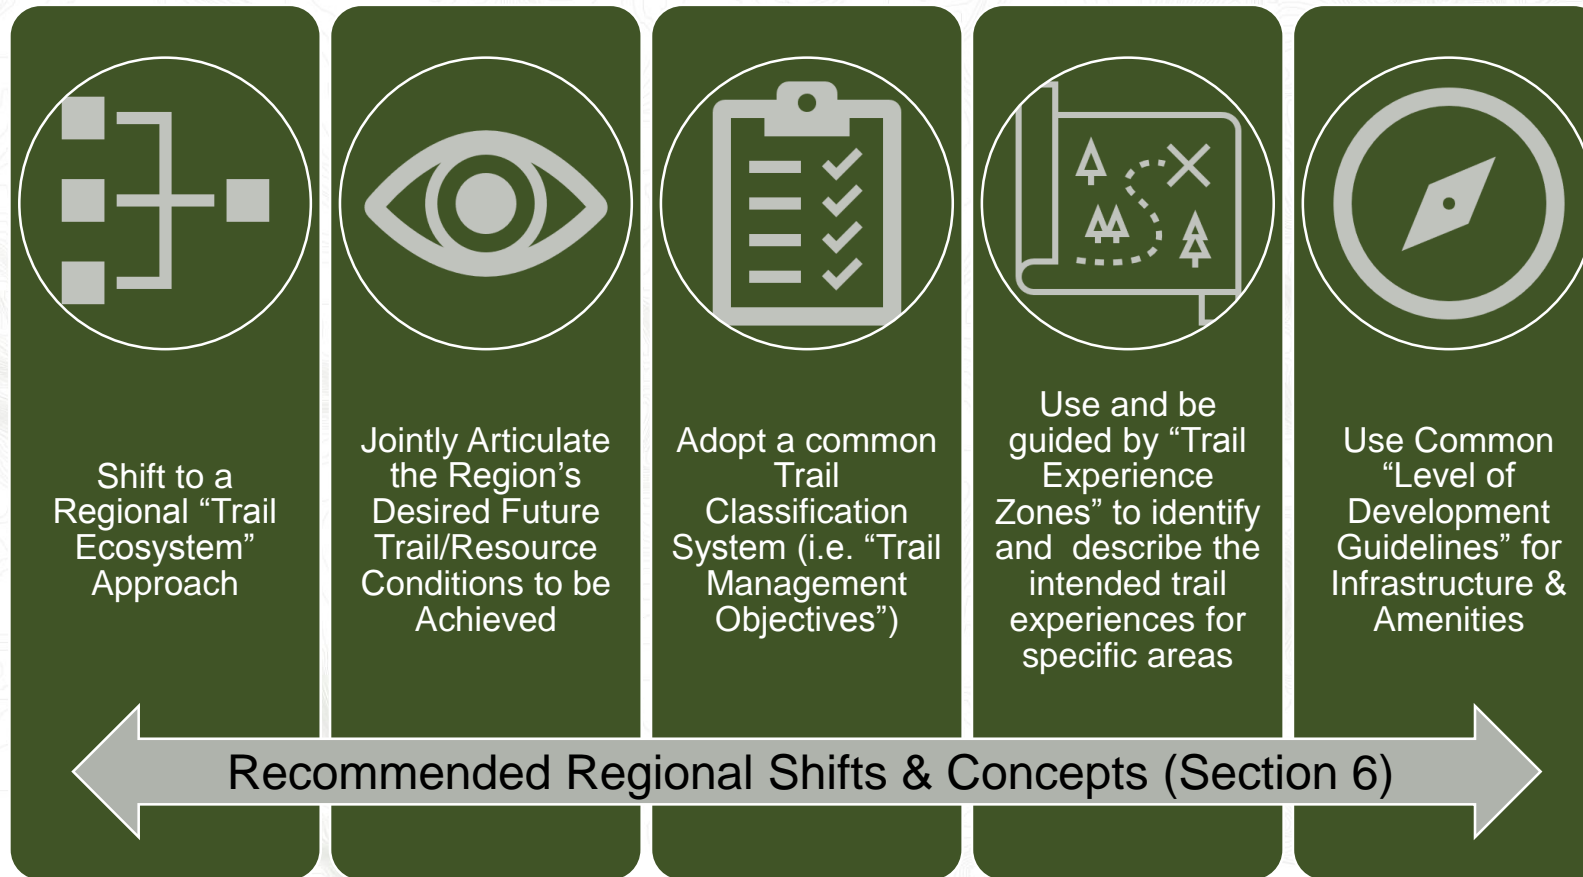 Shift to a
Regional “Trail
Ecosystem”
Approach
Jointly Articulate
the Region’s
Desired Future
Trail/Resource
Conditions to be
Achieved
Adopt a common
Trail
Classification
System (i.e. “Trail
Management
Objectives”)
Use and be
guided by “Trail
Experience
Zones” to identify
and  describe the
intended trail
experiences for
specific areas
Use Common
“Level of
Development
Guidelines” for
Infrastructure &
Amenities
Recommended Regional Shifts & Concepts (Section 6)